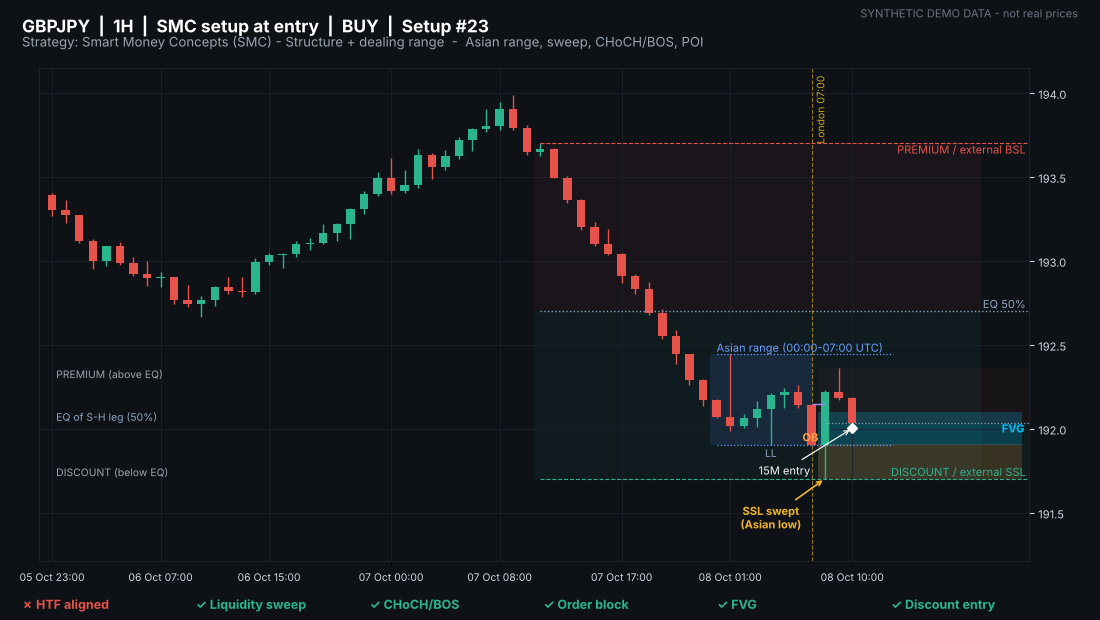 SYNTHETIC DEMO DATA - not real prices
GBPJPY | 1H | SMC setup at entry | BUY | Setup #23
Strategy: Smart Money Concepts (SMC) - Structure + dealing range - Asian range, sweep, CHoCH/BOS, POI
London 07:00
194.0
PREMIUM / external BSL
193.5
193.0
EQ 50%
192.5
Asian range (00:00-07:00 UTC)
PREMIUM (above EQ)
EQ of S-H leg (50%)
192.0
FVG
OB
LL
15M entry
DISCOUNT (below EQ)
DISCOUNT / external SSL
SSL swept
(Asian low)
191.5
05 Oct 23:00 06 Oct 07:00 06 Oct 15:00 07 Oct 00:00 07 Oct 08:00 07 Oct 17:00 08 Oct 01:00 08 Oct 10:00
× HTF aligned ✓ Liquidity sweep ✓ CHoCH/BOS ✓ Order block ✓ FVG ✓ Discount entry